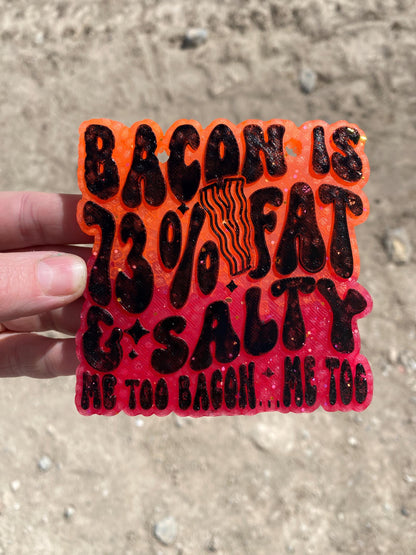 BACON IS
73% FAT
& SALTY
ME TOO BACON...ME TOO